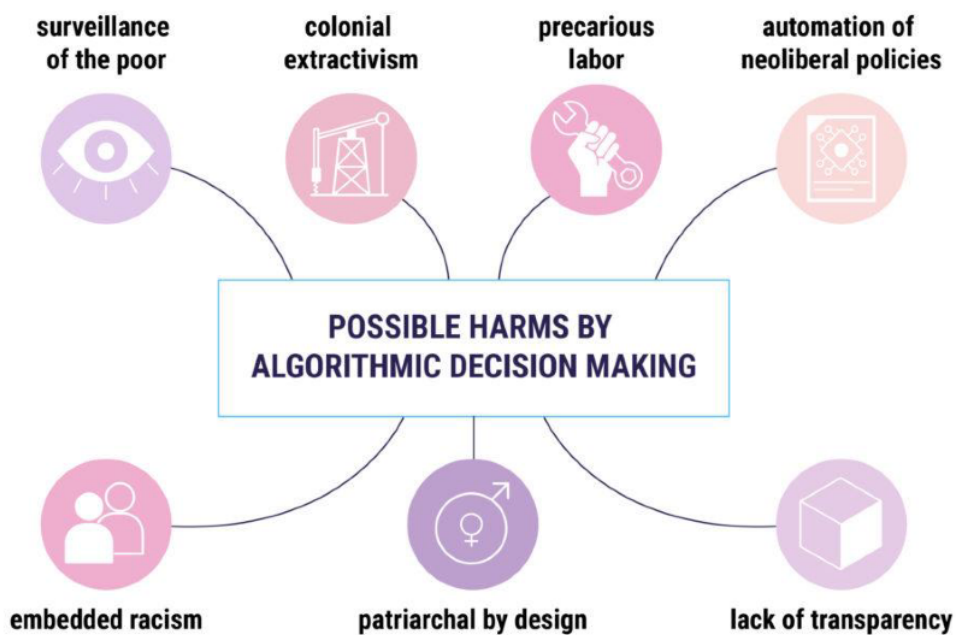 surveillance
of the poor
colonial
extractivism
precarious
labor
automation of
neoliberal policies
POSSIBLE HARMS BY
ALGORITHMIC DECISION MAKING
embedded racism
patriarchal by design
lack of transparency